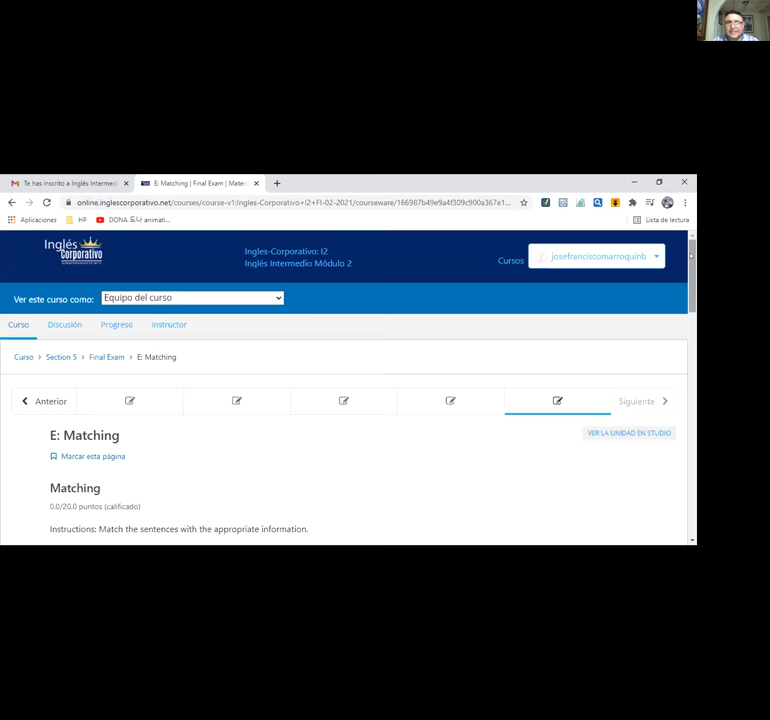 Te has inscrito a Inglés Intermedi
E: Matching | Final Exam | Mater
online.inglescorporativo.net/courses/course-v1:Ingles-Corporativo+I2+FI-02-2021/courseware/166987b49e9a4f309c900a367e1...
Aplicaciones
HP
DONA 도나 animati...
Lista de lectura
Inglés
Corporativo
Ingles-Corporativo: I2
Inglés Intermedio Módulo 2
Cursos
josefranciscomarroquinb
Ver este curso como:
Equipo del curso
Curso
Discusión
Progreso
Instructor
Curso > Section 5 > Final Exam > E: Matching
Anterior
Siguiente
E: Matching
VER LA UNIDAD EN STUDIO
Marcar esta página
Matching
0.0/20.0 puntos (calificado)
Instructions: Match the sentences with the appropriate information.